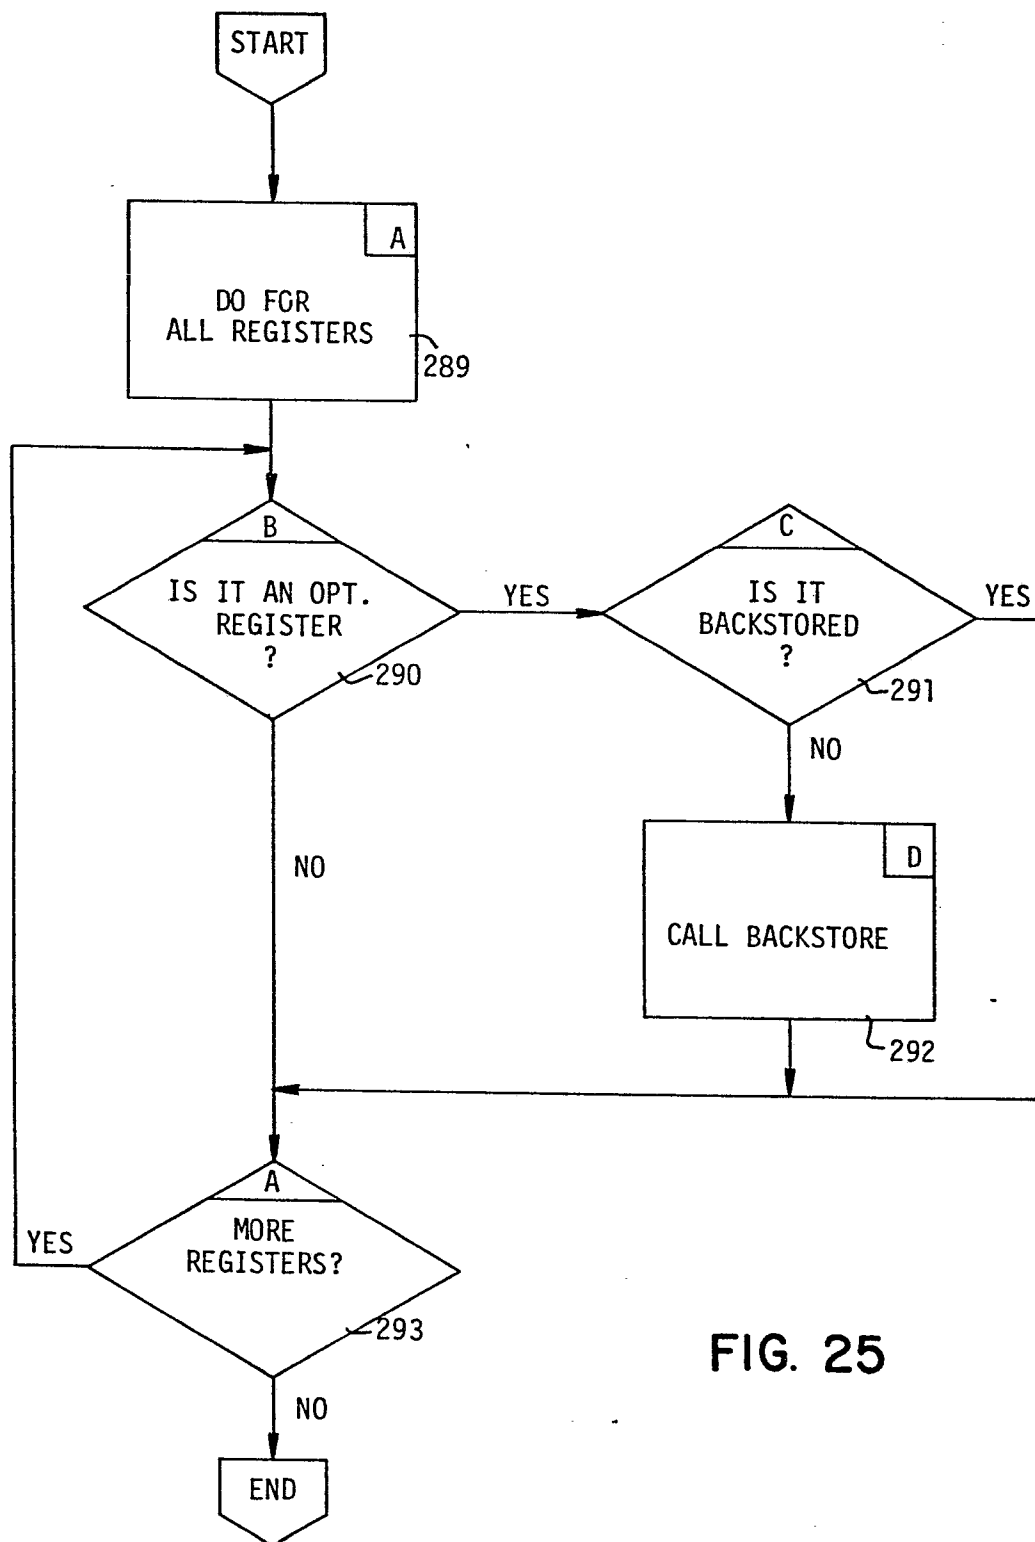 START
A
DO FOR
ALL REGISTERS
289
B
IS IT AN OPT.
REGISTER
?
290
YES
C
IS IT
BACKSTORED
?
291
YES
NO
NO
D
CALL BACKSTORE
292
A
MORE
REGISTERS?
293
YES
NO
END
FIG. 25